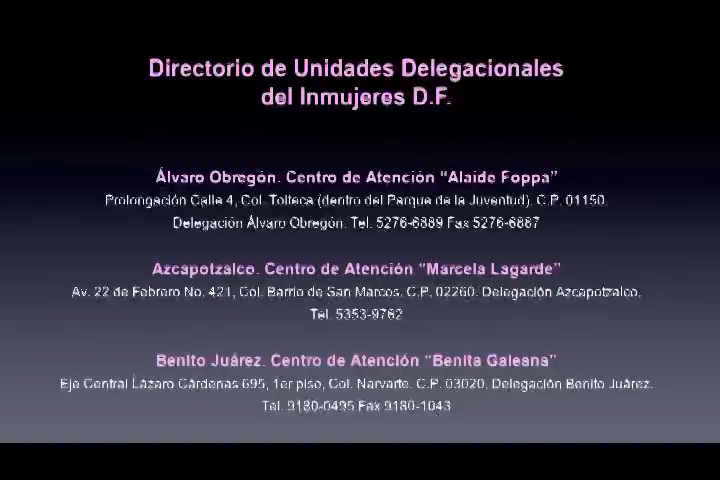 Directorio de Unidades Delegacionales
del Inmujeres D.F.
Álvaro Obregón. Centro de Atención "Alaide Foppa"
Prolongación Calle 4, Col. Tolteca (dentro del Parque de la Juventud). C.P. 01150.
Delegación Álvaro Obregón. Tel. 5276-6889 Fax 5276-6887
Azcapotzalco. Centro de Atención "Marcela Lagarde"
Av. 22 de Febrero No. 421, Col. Barrio de San Marcos. C.P. 02260. Delegación Azcapotzalco.
Tel. 5353-9762
Benito Juárez. Centro de Atención "Benita Galeana"
Eje Central Lázaro Cárdenas 695, 1er piso, Col. Narvarte. C.P. 03020. Delegación Benito Juárez.
Tel. 9180-0495 Fax 9180-1043